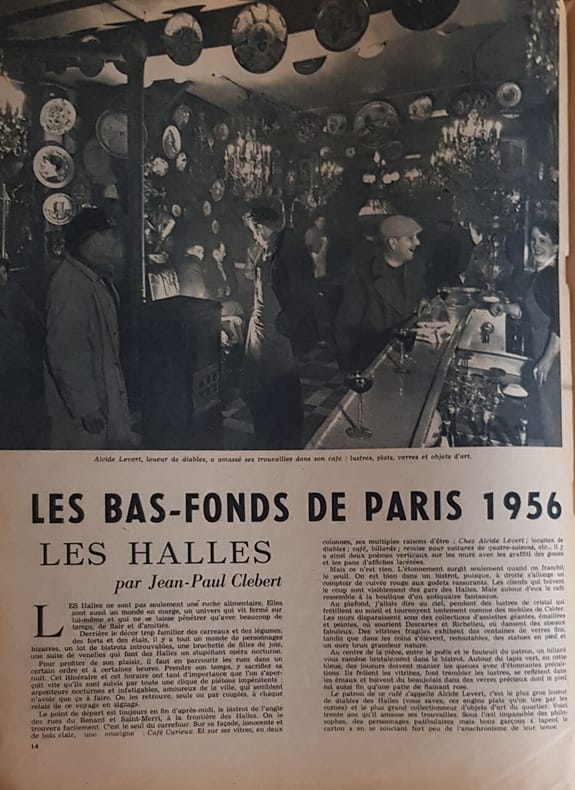 Alcide Levert, loueur de diables, a amassé ses trouvailles dans son café : lustres, plats, verres et objets d'art.
LES BAS-FONDS DE PARIS 1956
LES HALLES
par Jean-Paul Clebert
LES Halles ne sont pas seulement une ruche alimentaire. Elles
sont aussi un monde en marge, un univers qui vit fermé sur
lui-même et qui ne se laisse pénétrer qu'avec beaucoup de
temps, de flair et d'amitiés.
Derrière le décor trop familier des carreaux et des légumes,
des forts et des étals, il y a tout un monde de personnages
bizarres, un lot de bistrots introuvables, une brochette de filles de joie,
une suite de venelles qui font des Halles un stupéfiant opéra nocturne.
Pour profiter de son plaisir, il faut en parcourir les rues dans un
certain ordre et à certaines heures. Prendre son temps, y sacrifier sa
nuit. Cet itinéraire et cet horaire ont tant d'importance que l'on s'aper-
çoit vite qu'ils sont suivis par toute une clique de piétons impénitents,
arpenteurs nocturnes et infatigables, amoureux de la ville, qui semblent
n'avoir que ça à faire. On les retrouve, seuls ou par couples, à chaque
relais de ce voyage en zigzag.
Le point de départ est toujours en fin d'après-midi, le bistrot de l'angle
des rues du Renard et Saint-Merri, à la frontière des Halles. On le
trouvera facilement. C'est le seul du carrefour. Sur sa façade, innocente et
de bois clair, une enseigne : Café Curieux. Et sur ses vitres, en deux
14
colonnes, ses multiples raisons d'être : Chez Alcide Levert ; location de
diables ; café, billards ; remise pour voitures de quatre-saisons, etc., il y
a ainsi deux poèmes verticaux sur les murs avec les graffiti des gosses
et les pans d'affiches lacérées.
Mais ce n'est rien. L'étonnement surgit seulement quand on franchit
le seuil. On est bien dans un bistrot, puisque, à droite s'allonge un
comptoir de cuivre rouge aux godets rassurants. Les clients qui boivent
le coup sont visiblement des gars des Halles. Mais autour d'eux le café
ressemble à la boutique d'un antiquaire fantasque.
Au plafond, j'allais dire au ciel, pendent des lustres de cristal qui
frétillent au soleil et tournoient lentement comme des mobiles de Calder.
Les murs disparaissent sous des collections d'assiettes géantes, émaillées
et peintes, où sourient Descartes et Richelieu, où dansent des oiseaux
fabuleux. Des vitrines fragiles exhibent des centaines de verres fins,
tandis que dans les coins s'élèvent, redoutables, des statues en pied et
un ours brun grandeur nature.
Au centre de la pièce, entre le poêle et le fauteuil du patron, un billard
vous ramène brutalement dans le bistrot. Autour du tapis vert, en cotte
bleue, des joueurs doivent manier les queues avec d'étonnantes précau-
tions. Ils frôlent les vitrines, font trembler les lustres, se reflètent dans
les émaux et boivent du beaujolais dans des verres précieux dont le pied
est aussi fin qu'une patte de flamant rose.
Le patron de ce café s'appelle Alcide Levert, c'est le plus gros loueur
de diables des Halles (vous savez, ces engins plats qu'on tire par les
cornes) et le plus grand collectionneur d'objets d'art du quartier. Voici
trente ans qu'il amasse ses trouvailles. Sous l'œil impassible des philo-
sophes, des personnages patibulaires mais bons garçons « tapent le
carton » en se souciant fort peu de l'anachronisme de leur tenue.